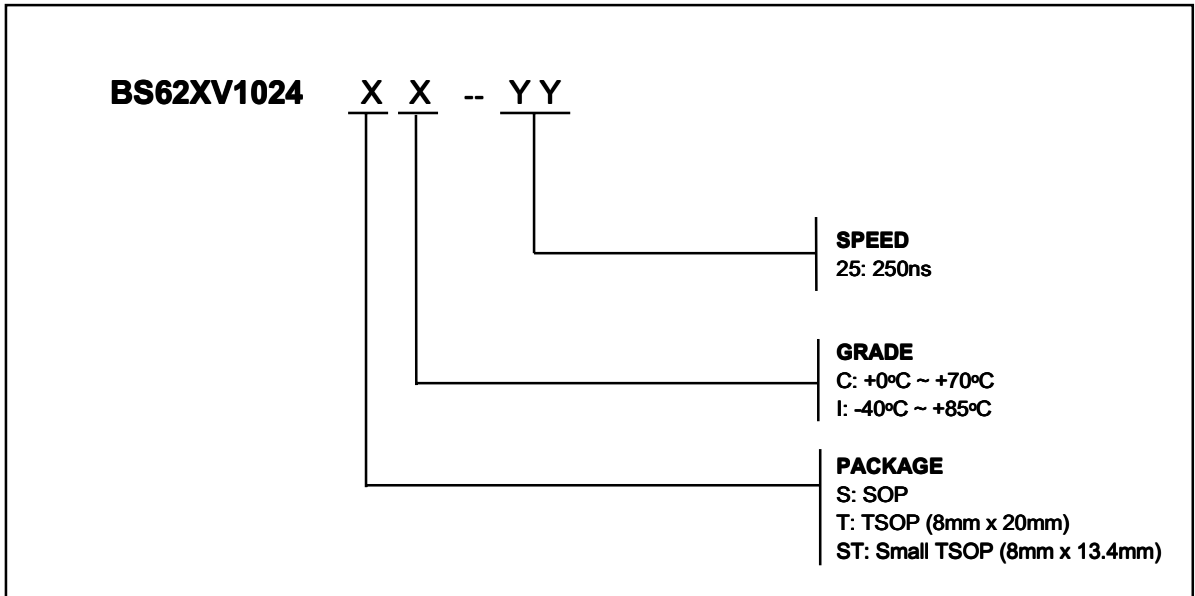 BS62XV1024 X X -- Y Y
SPEED
25: 250ns
GRADE
C: +0ºC ~ +70ºC
I: -40ºC ~ +85ºC
PACKAGE
S: SOP
T: TSOP (8mm x 20mm)
ST: Small TSOP (8mm x 13.4mm)